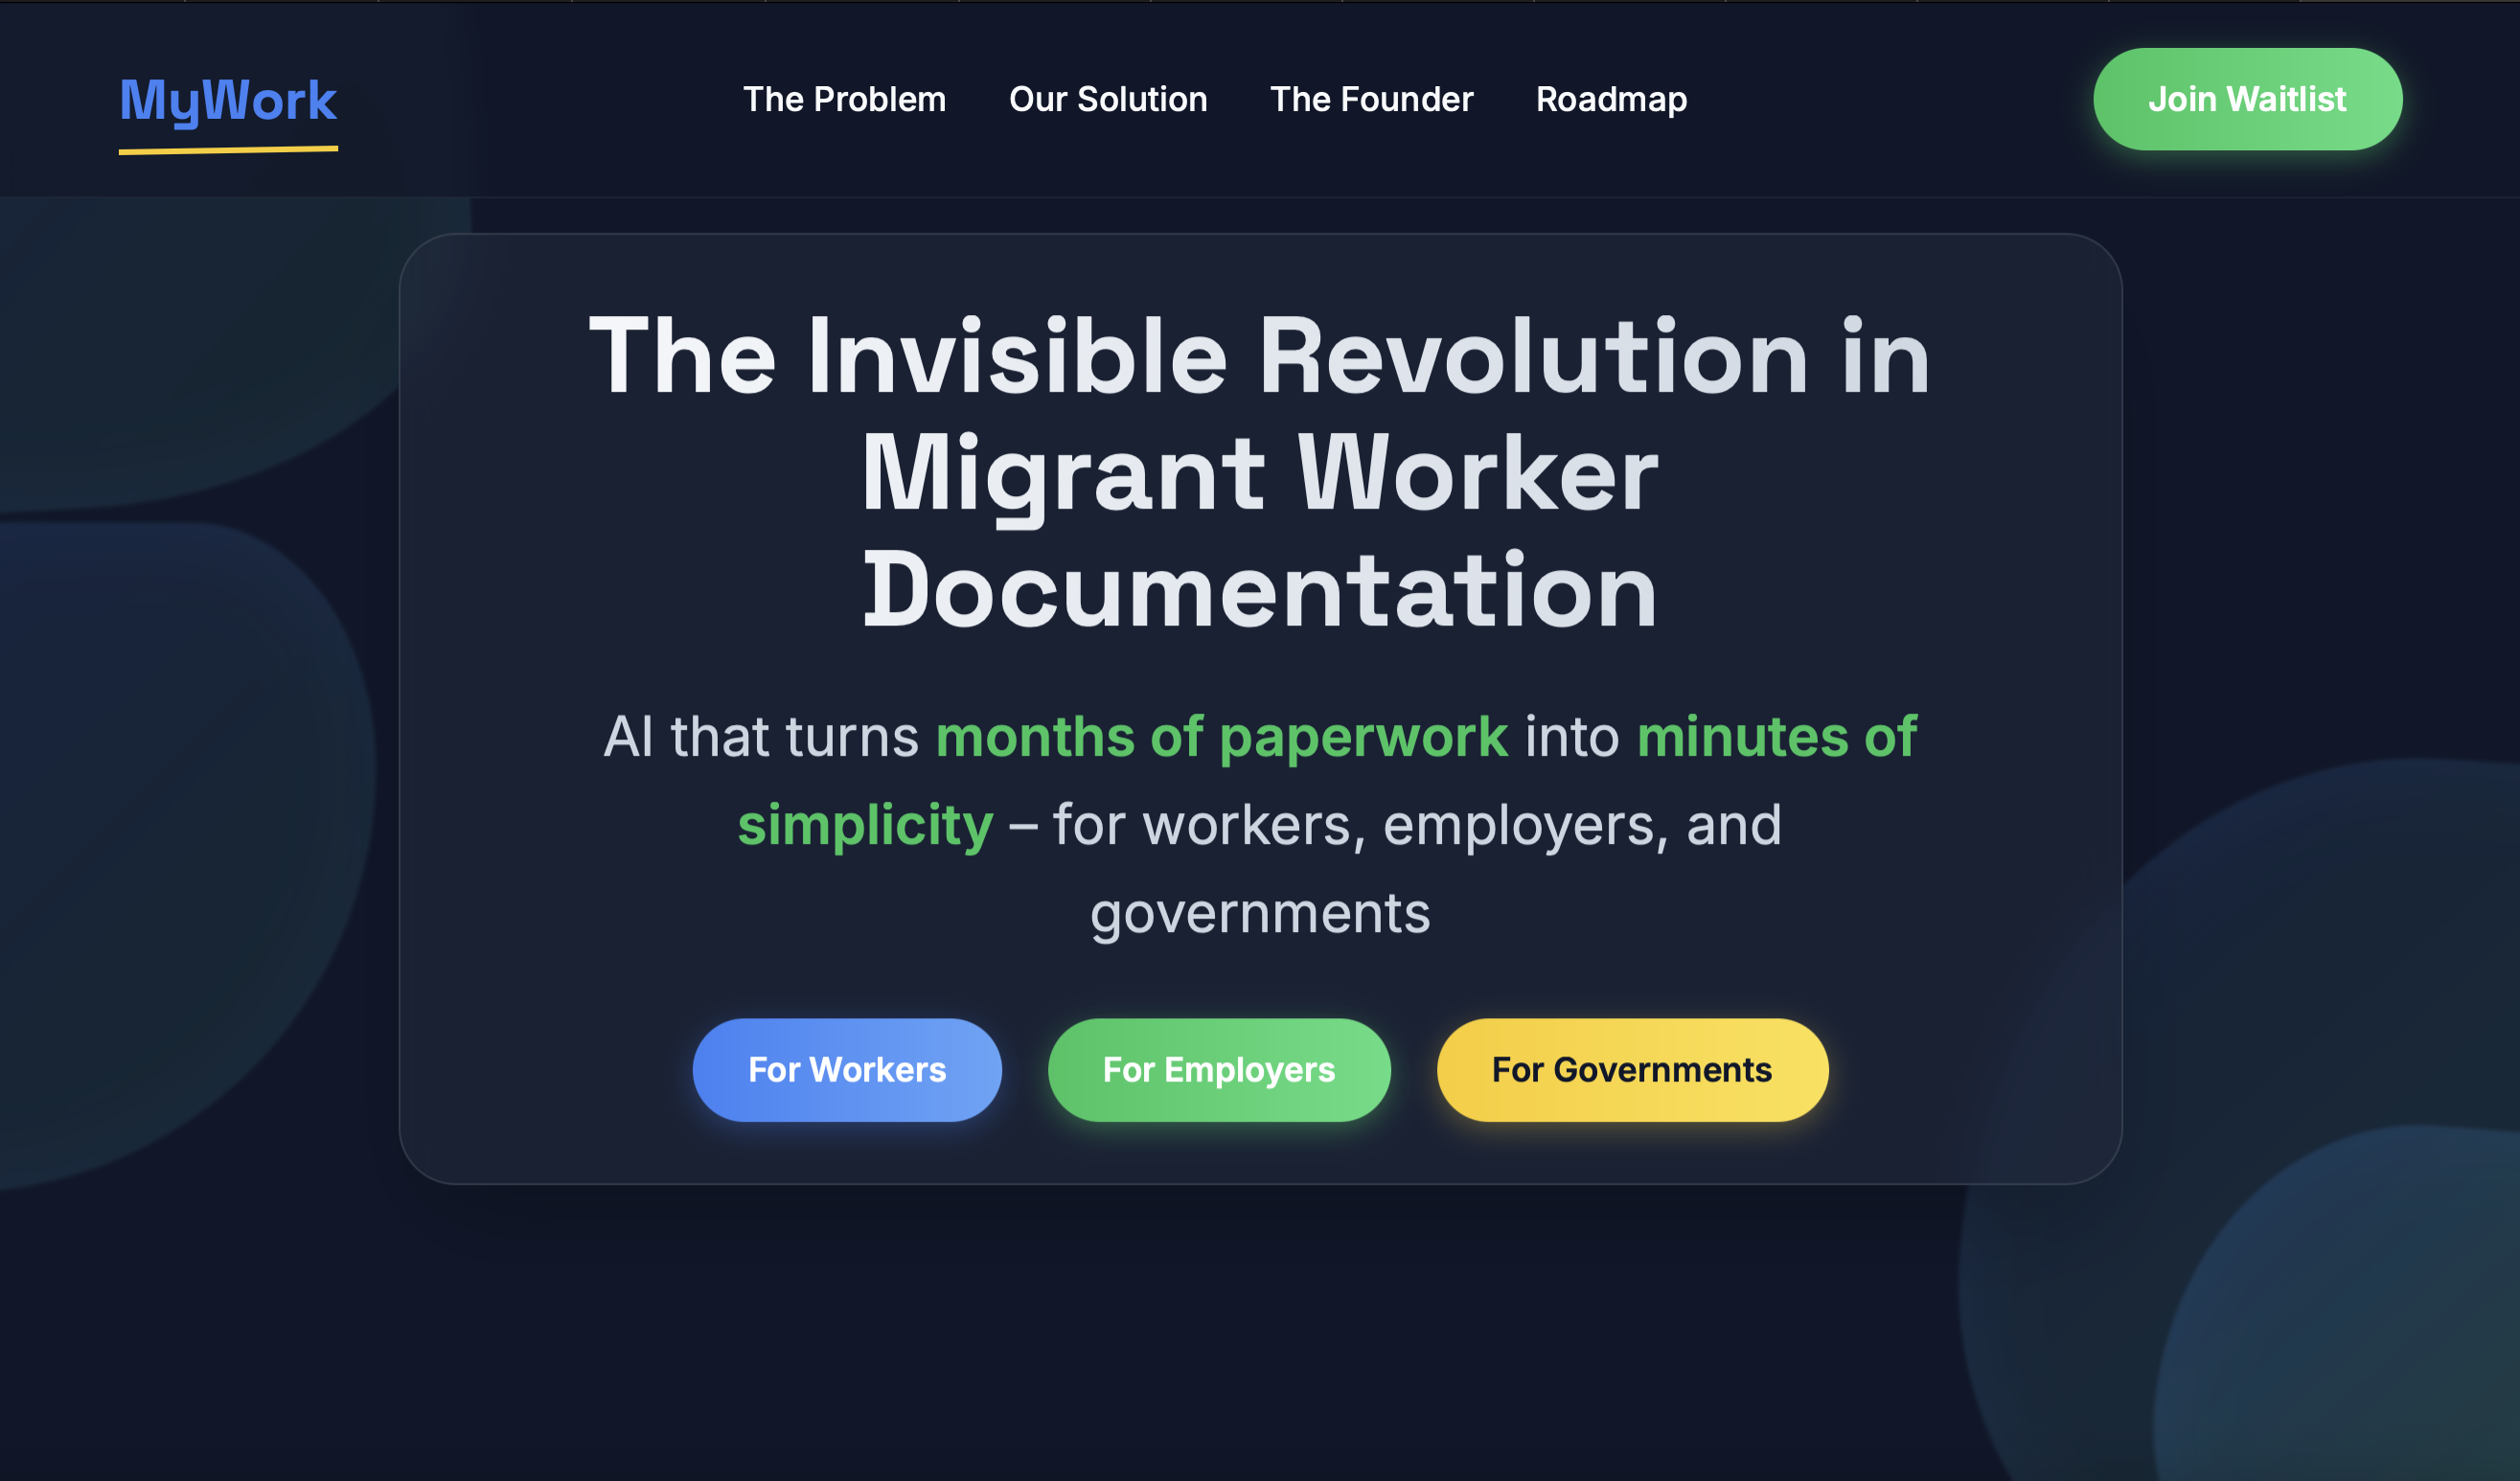 MyWork
The Problem
Our Solution
The Founder
Roadmap
Join Waitlist
The Invisible Revolution in
Migrant Worker
Documentation
AI that turns months of paperwork into minutes of
simplicity – for workers, employers, and
governments
For Workers
For Employers
For Governments